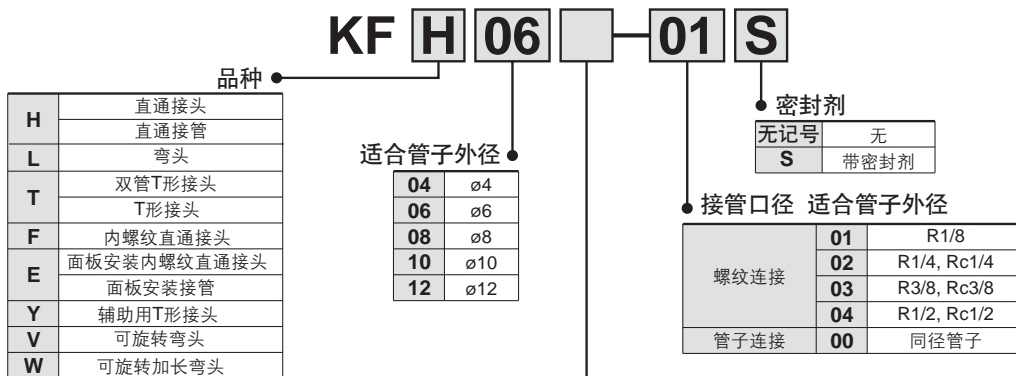 KF H 06 — 01 S
品种
H 直通接头
直通接管
L 弯头
T 双管T形接头
T形接头
F 内螺纹直通接头
E 面板安装内螺纹直通接头
面板安装接管
Y 辅助用T形接头
V 可旋转弯头
W 可旋转加长弯头
适合管子外径
04 ø4
06 ø6
08 ø8
10 ø10
12 ø12
密封剂
无记号 无
S 带密封剂
接管口径 适合管子外径
螺纹连接 01 R1/8
02 R1/4, Rc1/4
03 R3/8, Rc3/8
04 R1/2, Rc1/2
管子连接 00 同径管子